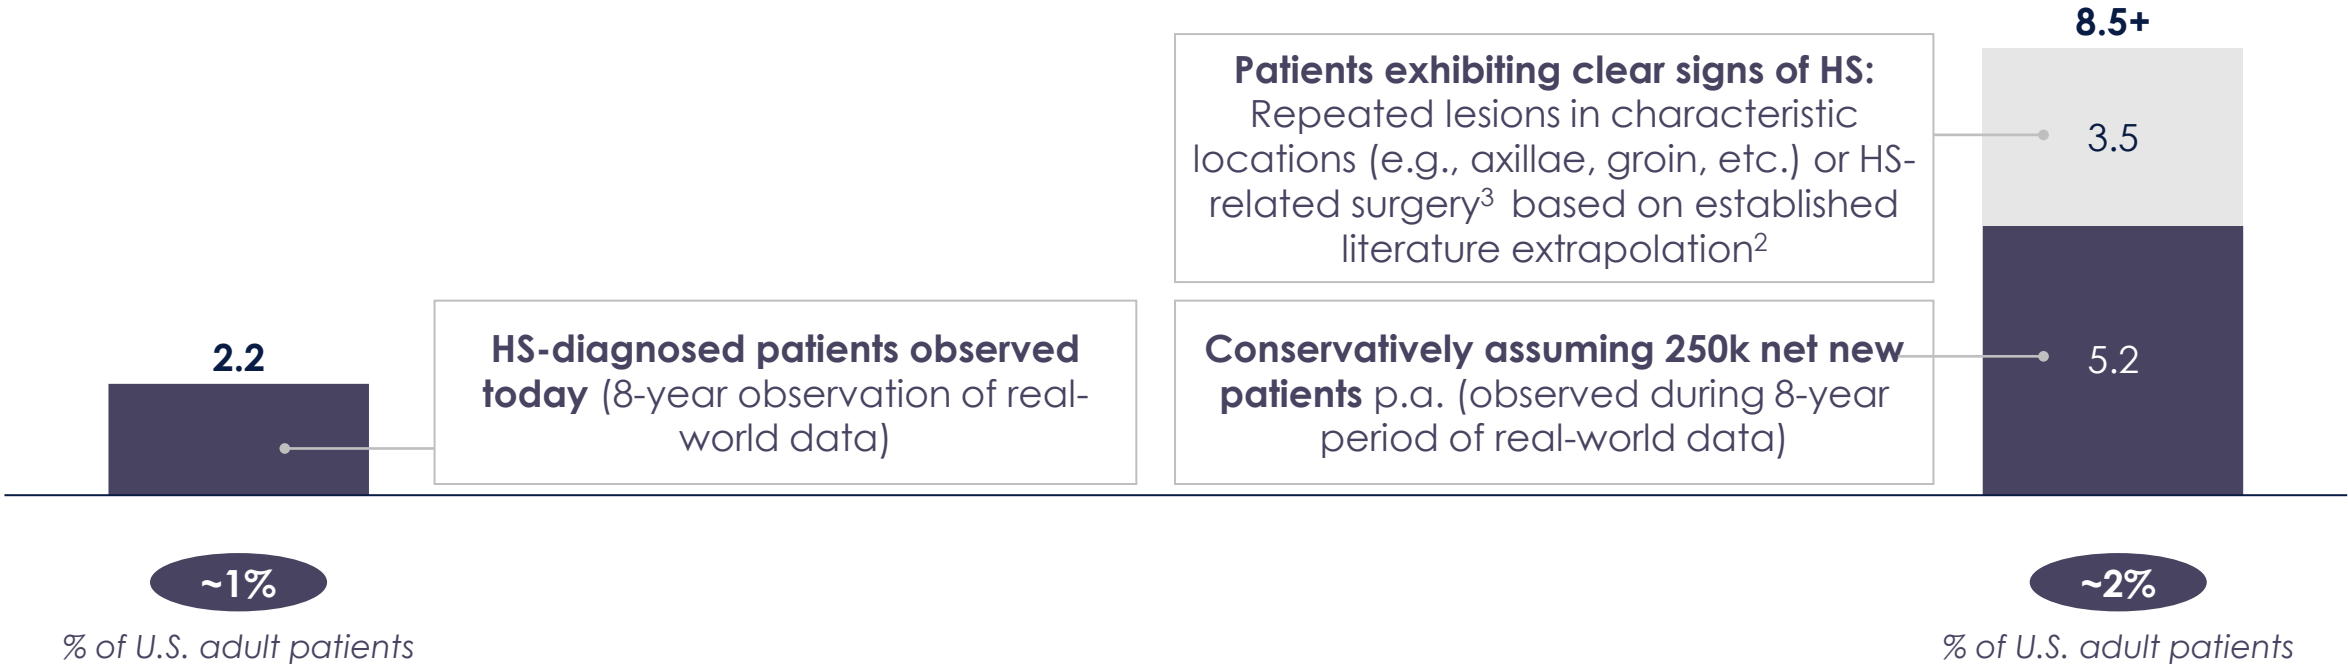 8.5+
Patients exhibiting clear signs of HS:
Repeated lesions in characteristic
locations (e.g., axillae, groin, etc.) or HS-
related surgery³ based on established
literature extrapolation²
3.5
2.2
HS-diagnosed patients observed
today (8-year observation of real-
world data)
Conservatively assuming 250k net new
patients p.a. (observed during 8-year
period of real-world data)
5.2
~1%
% of U.S. adult patients
~2%
% of U.S. adult patients